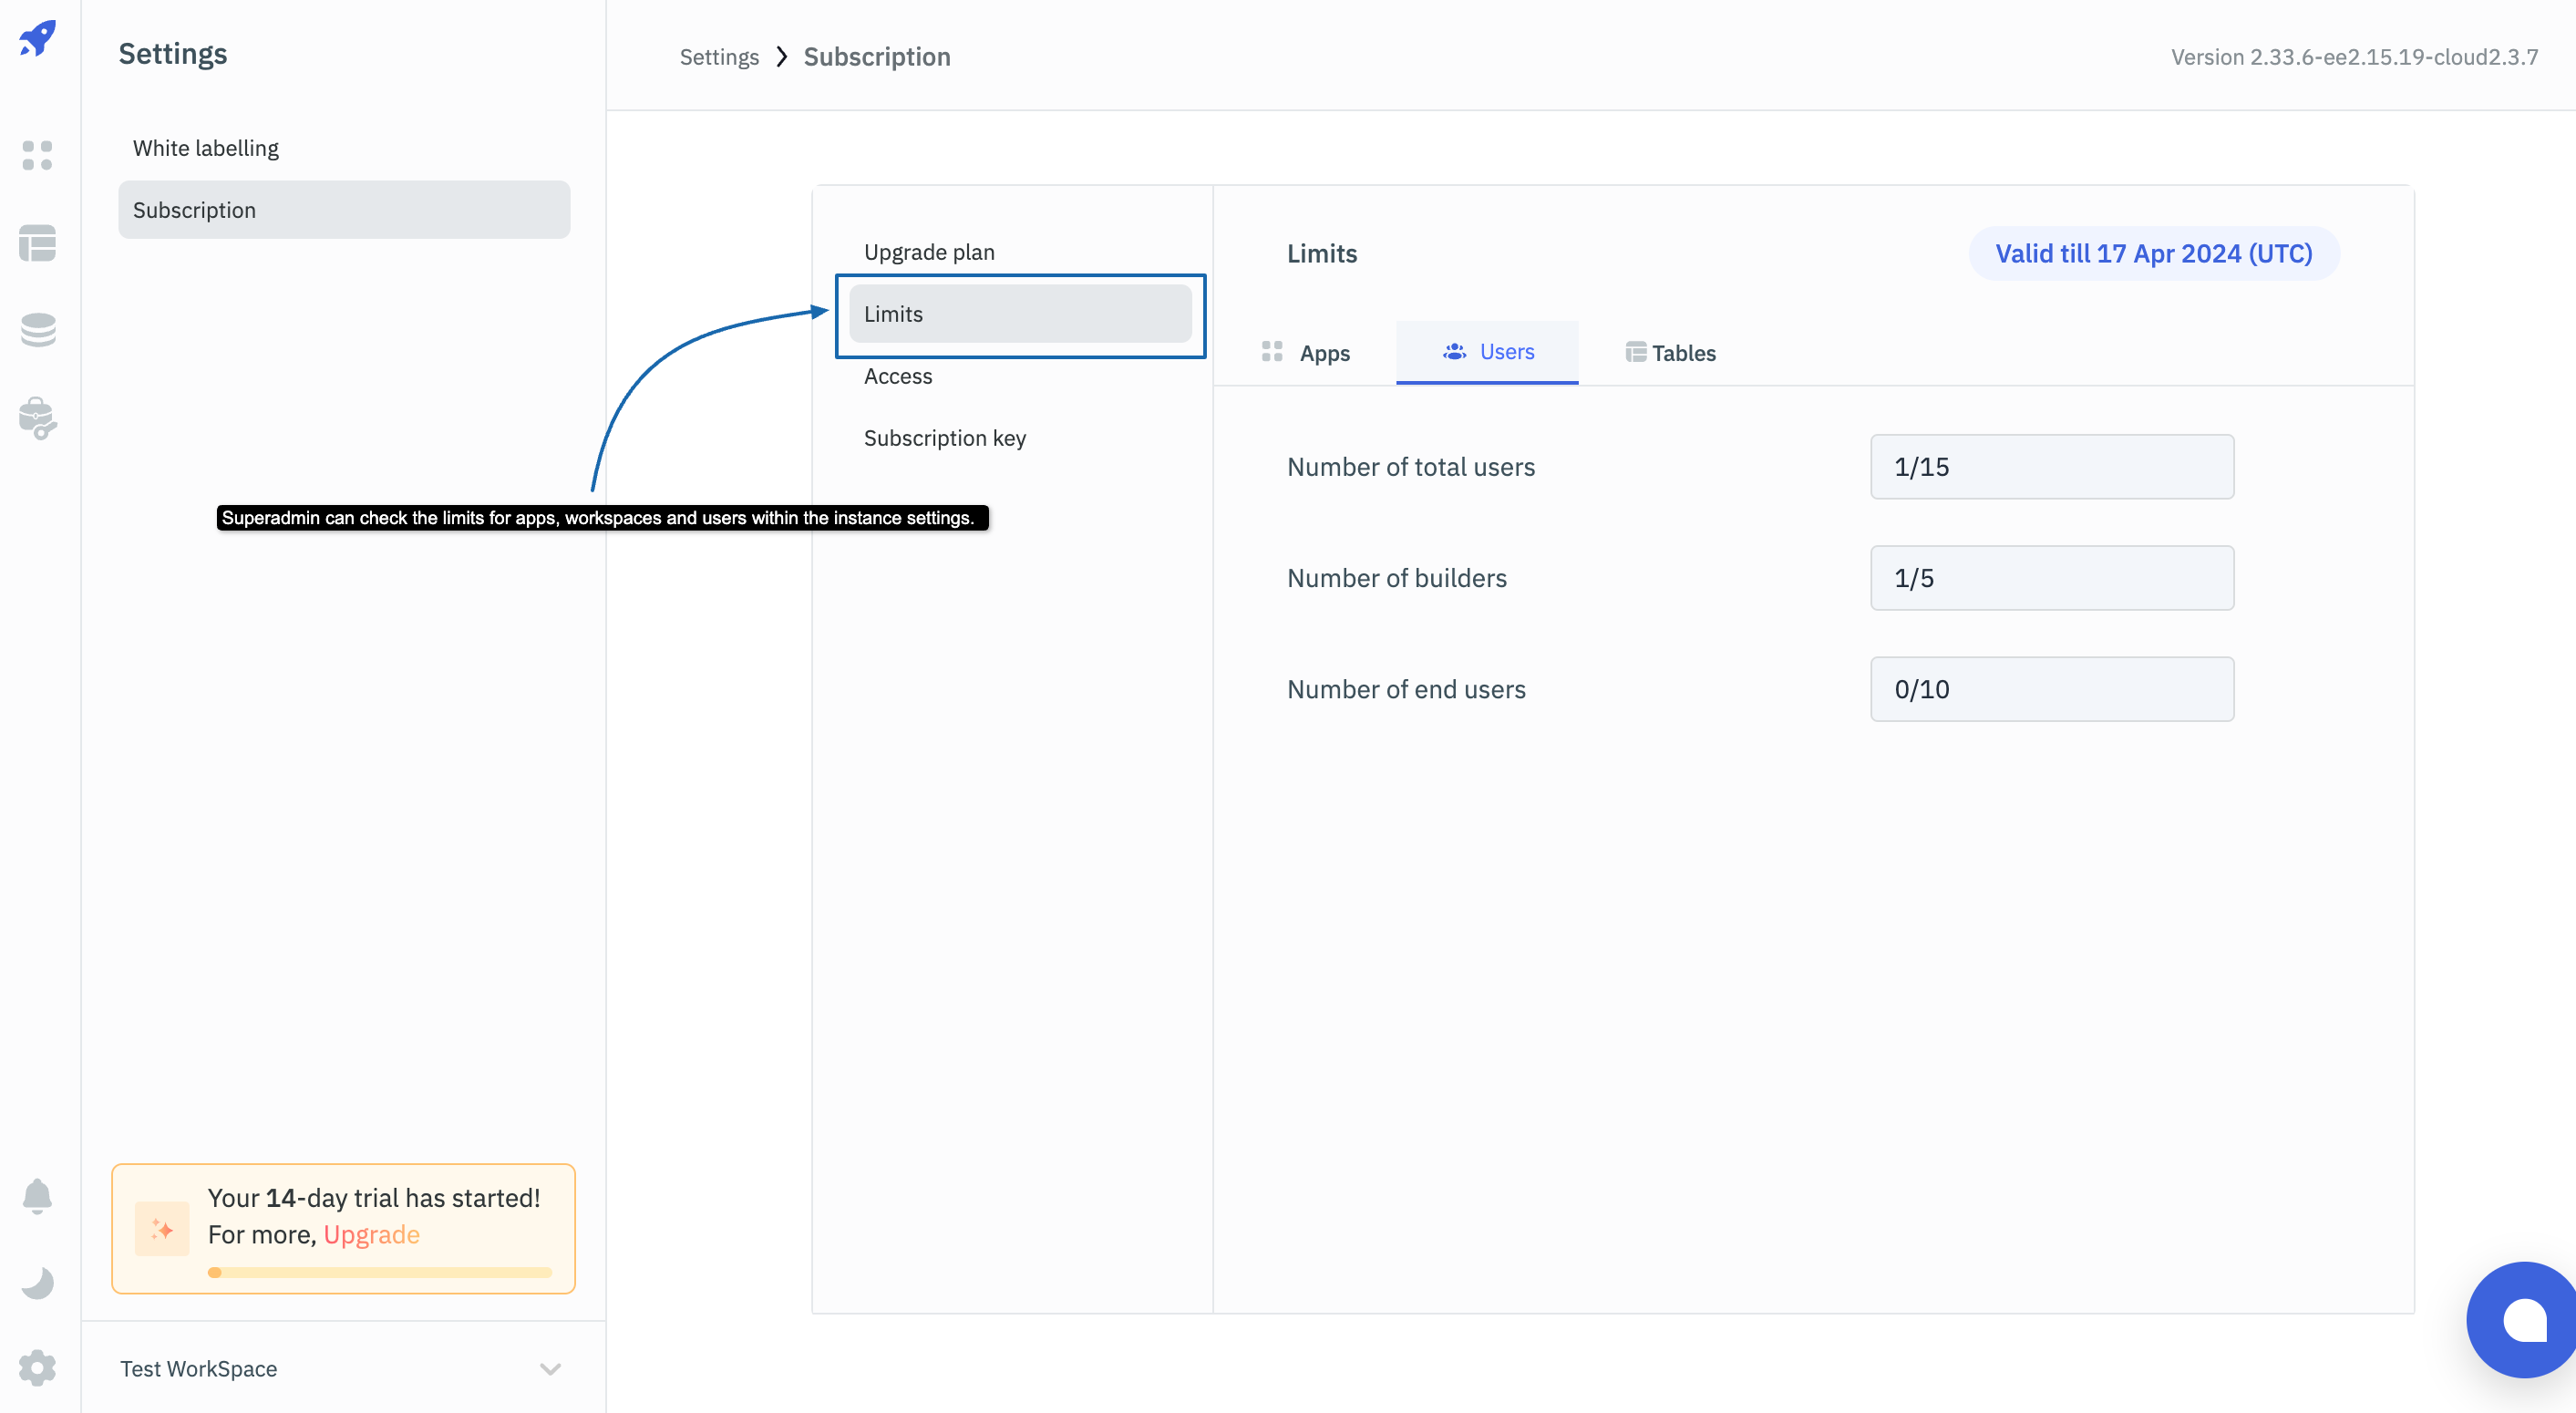 Settings
White labelling
Subscription
Settings > Subscription
Version 2.33.6-ee2.15.19-cloud2.3.7
Upgrade plan
Limits
Access
Subscription key
Superadmin can check the limits for apps, workspaces and users within the instance settings.
Limits
Valid till 17 Apr 2024 (UTC)
Apps
Users
Tables
Number of total users
1/15
Number of builders
1/5
Number of end users
0/10
Your 14-day trial has started!
For more, Upgrade
Test WorkSpace